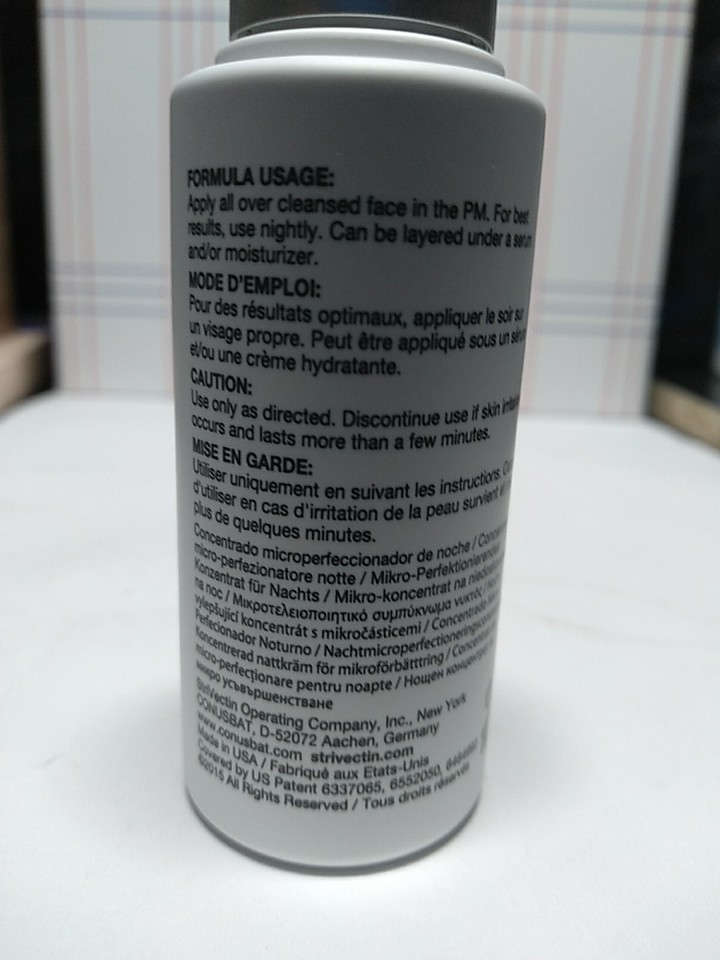 FORMULA USAGE:
Apply all over cleansed face in the PM. For best
results, use nightly. Can be layered under a serum
and/or moisturizer.
MODE D'EMPLOI:
Pour des résultats optimaux, appliquer le soir sur
un visage propre. Peut être appliqué sous un sérum
et/ou une crème hydratante.
CAUTION:
Use only as directed. Discontinue use if skin
occurs and lasts more than a few minutes.
MISE EN GARDE:
Utiliser uniquement en suivant les instructions.
d'utiliser en cas d'irritation de la peau survient
plus de quelques minutes.
Concentrado microperfeccionador de noche /
micro-perfezionatore notte / Mikro-Perfektionierender
Konzentrat für Nachts / Mikro-koncentrat na
na noc / Μικροτελειοποιητικό συμπύκνωμα νυκτός /
vylepšující koncentrát s mikročásticemi / Concentrado
Perfecionador Noturno /
Koncentrerad nattkräm för mikroförbätttring /
micro-perfecţionare pentru noapte / Нощен
микро усъвършенстване
StriVectin Operating Company, Inc., New York
CONUSBAT, D-52072 Aachen, Germany
www.conusbat.com strivectin.com
Made in USA / Fabriqué aux Etats-Unis
Covered by US Patent 6337065, 6552050,
©2015 All Rights Reserved / Tous droits réservés